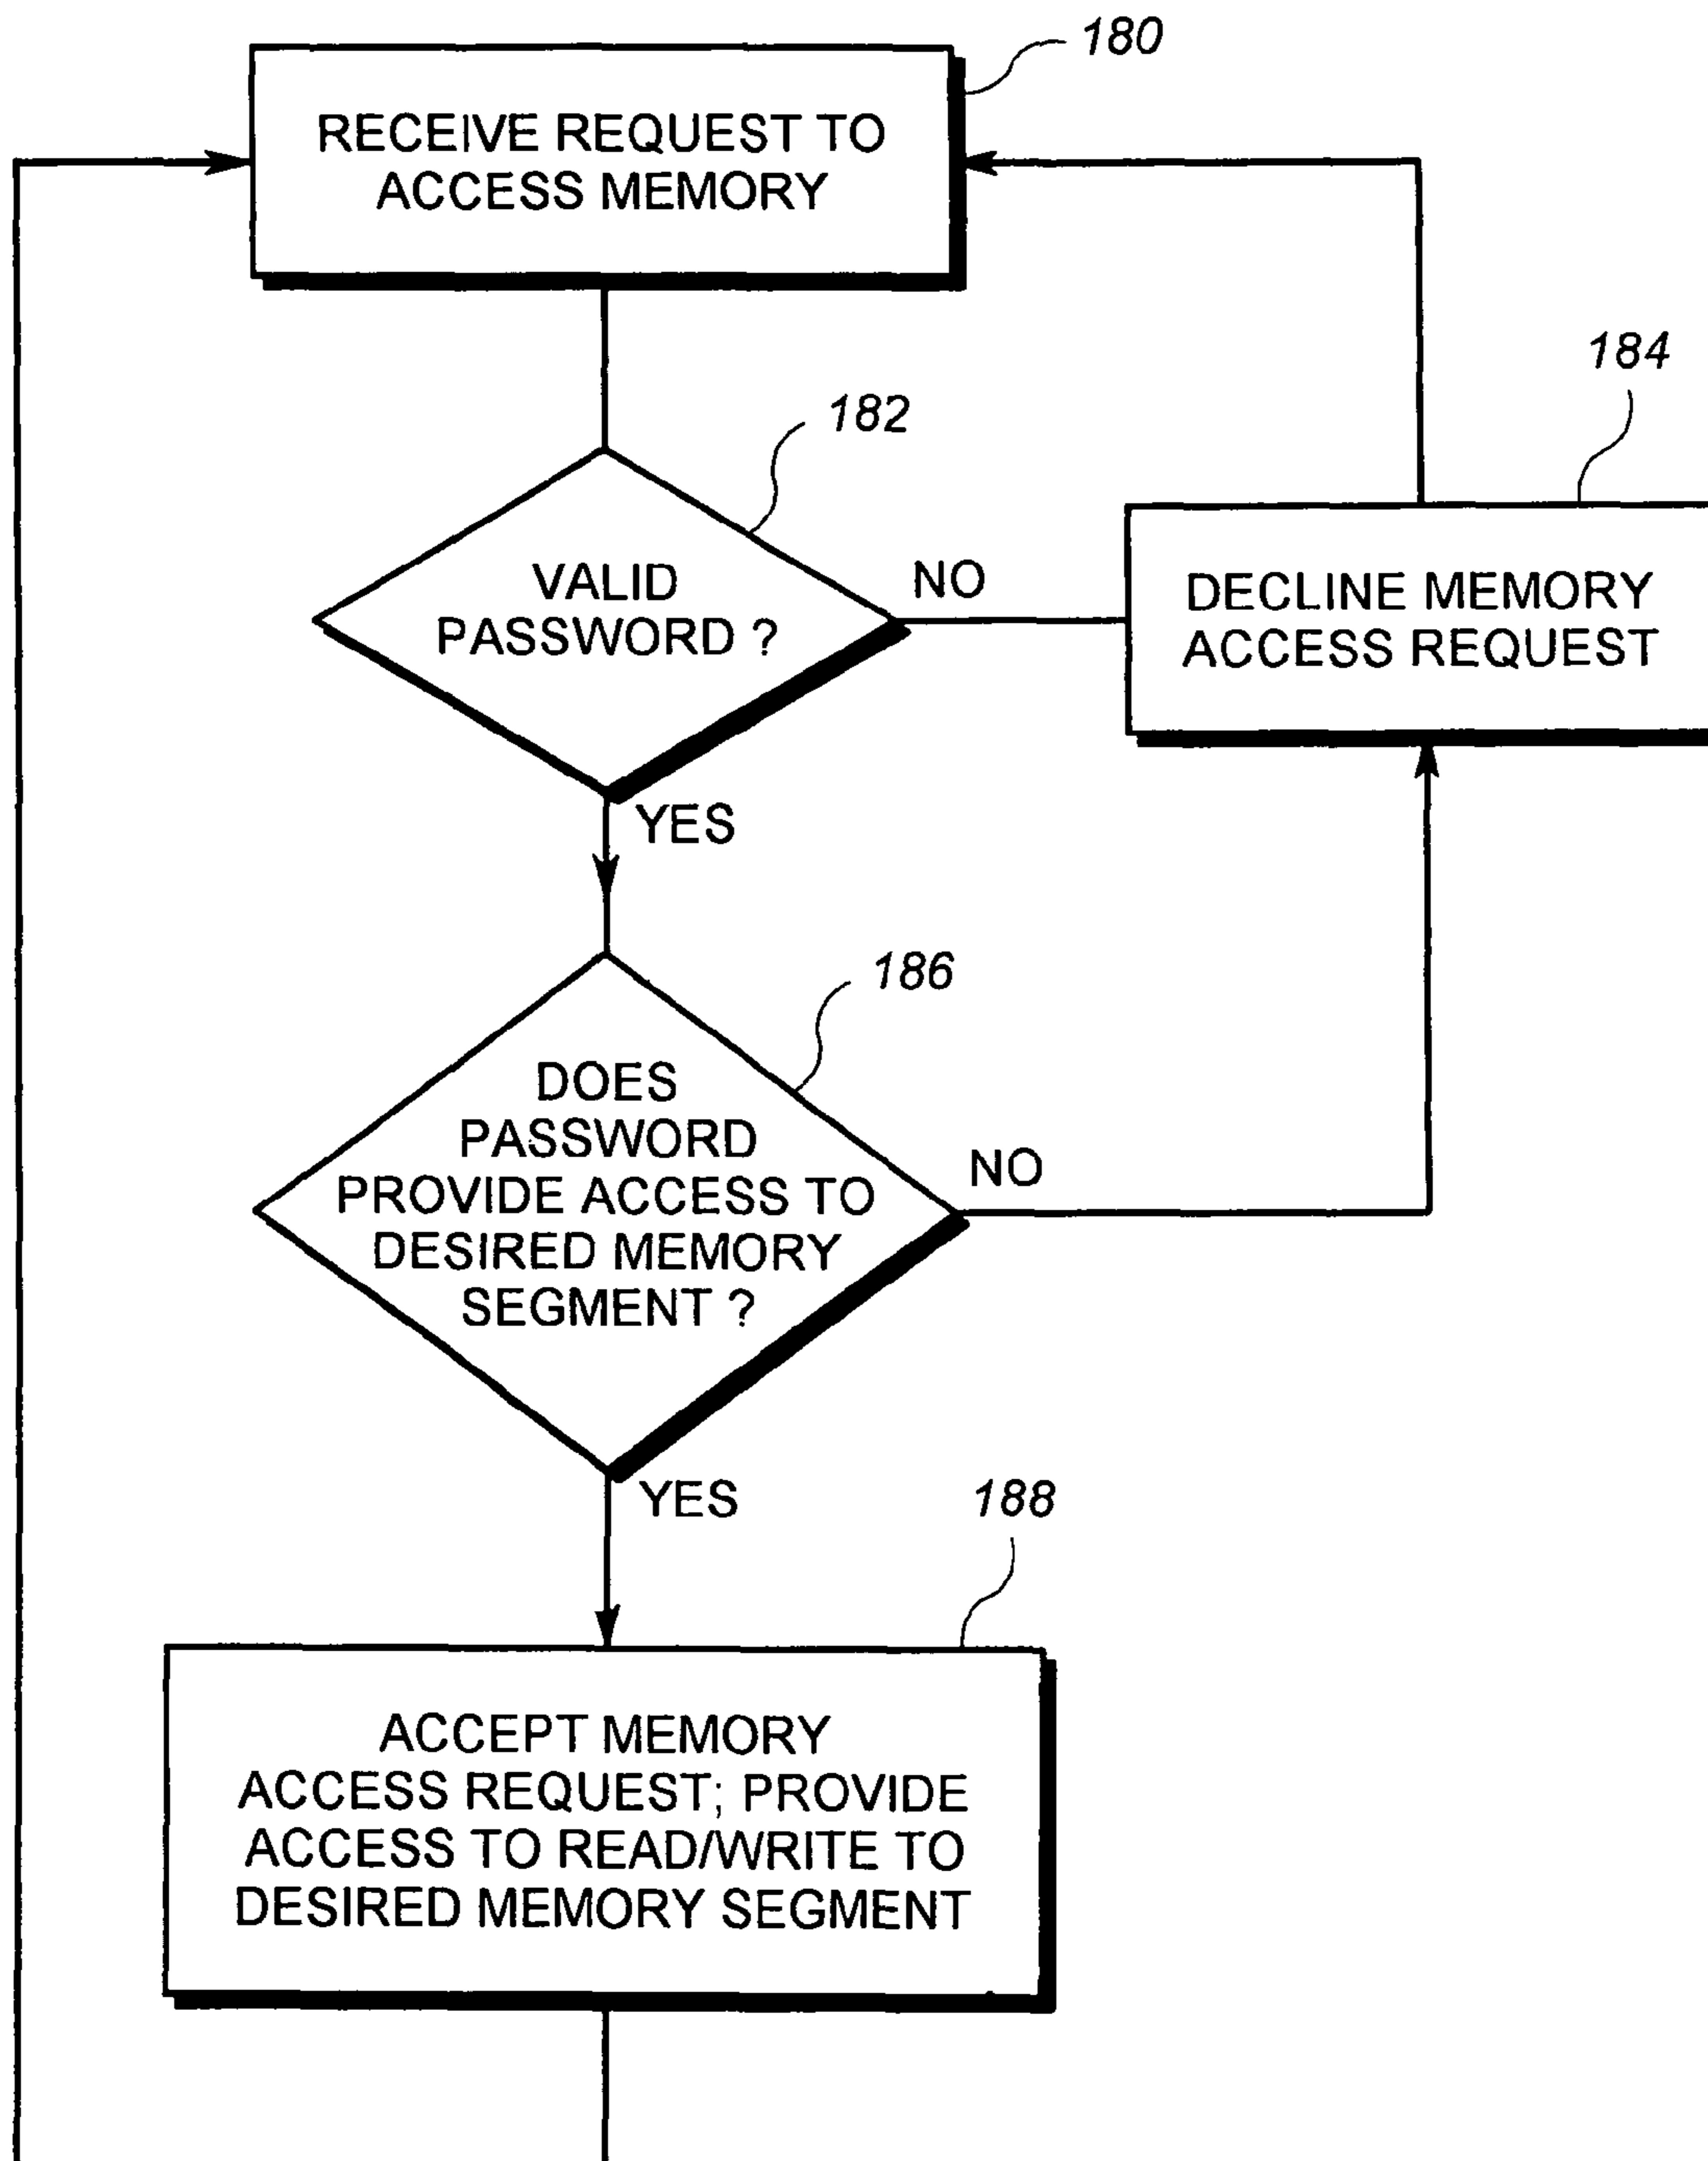 180
RECEIVE REQUEST TO
ACCESS MEMORY
184
182
VALID
PASSWORD ?
NO
DECLINE MEMORY
ACCESS REQUEST
YES
186
DOES
PASSWORD
PROVIDE ACCESS TO
DESIRED MEMORY
SEGMENT ?
NO
YES
188
ACCEPT MEMORY
ACCESS REQUEST; PROVIDE
ACCESS TO READ/WRITE TO
DESIRED MEMORY SEGMENT